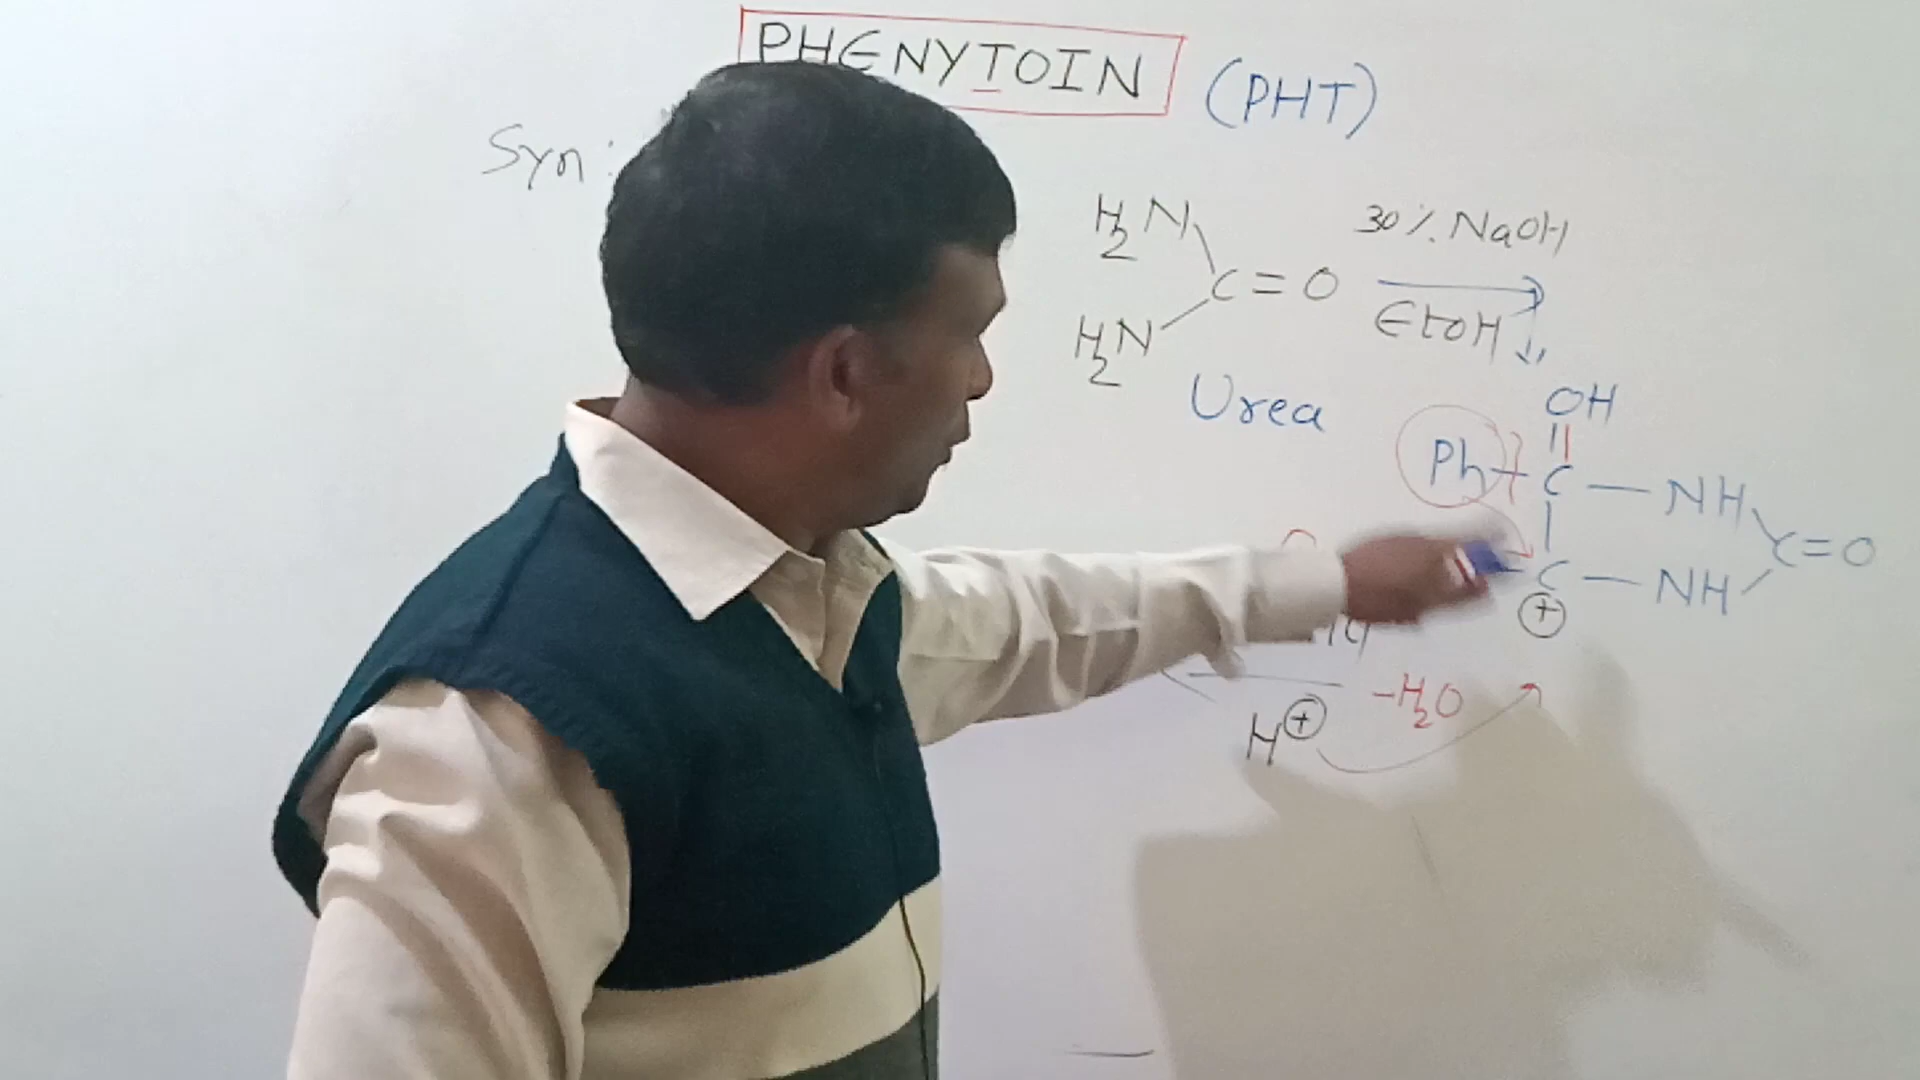 PHENYTOIN (PHT)
Syn:
H2N
H2N
C=O
30% NaOH
EtOH
Urea
OH
Ph C — NH
C=O
C — NH
⊕
-H2O
H⊕